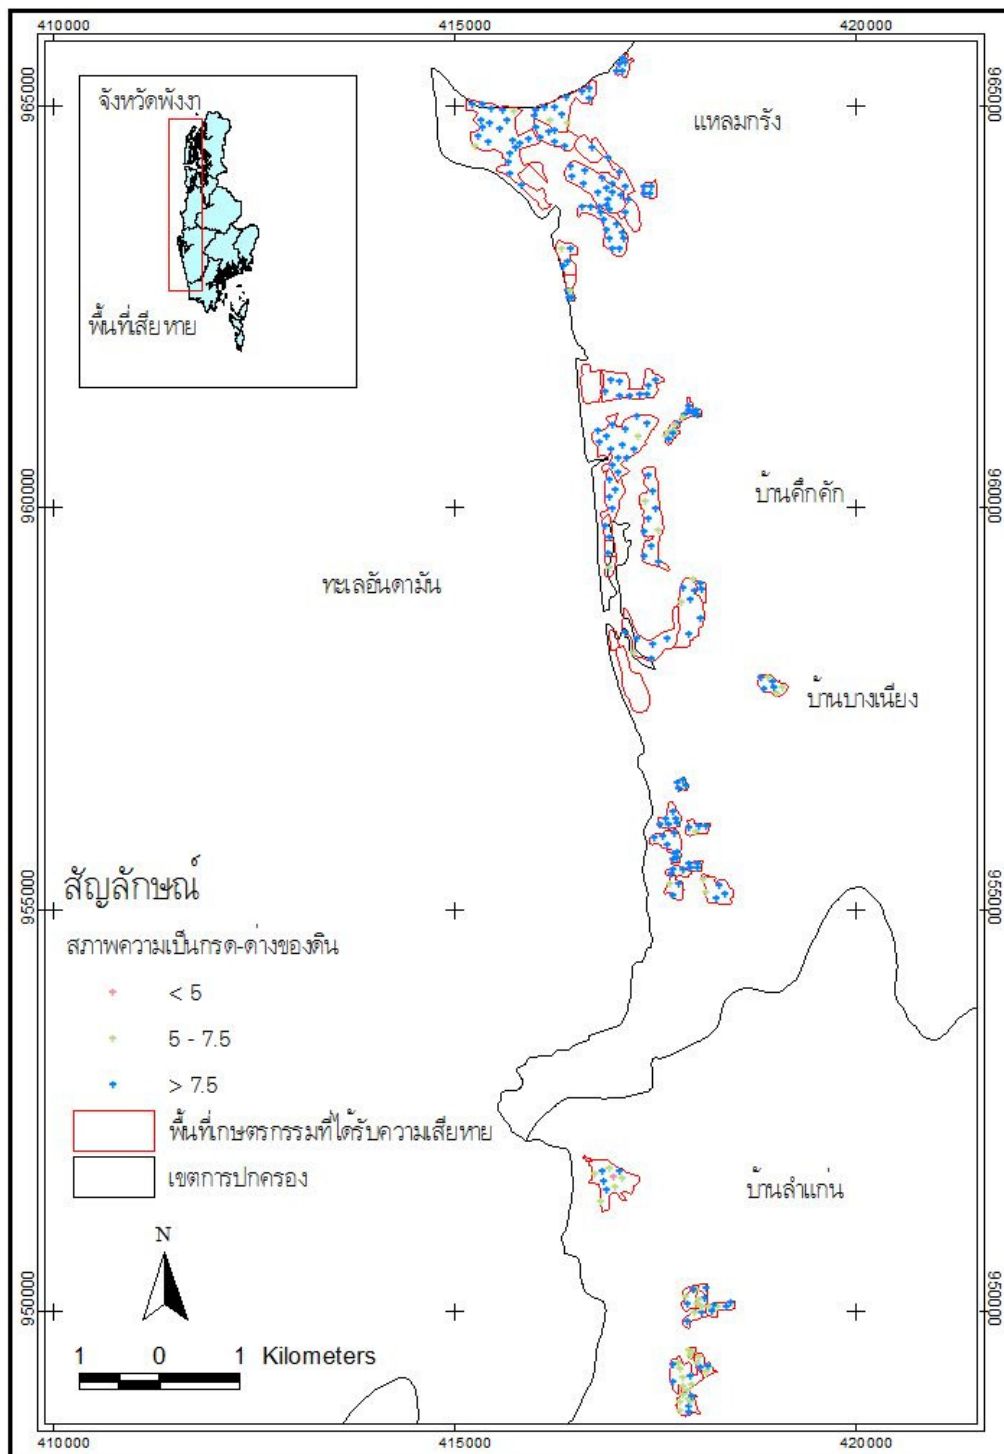 410000 415000 420000
965000
จังหวัดพังงา
แหลมกรัง
965000
พื้นที่เสียหาย
960000
บ้านคึกคัก
960000
ทะเลอันดามัน
บ้านบางเนียง
สัญลักษณ์
955000
955000
สภาพความเป็นกรด-ด่างของดิน
< 5
5 - 7.5
> 7.5
พื้นที่เกษตรกรรมที่ได้รับความเสียหาย
เขตการปกครอง
บ้านลำแก่น
N
950000
950000
1 0 1 Kilometers
410000 415000 420000